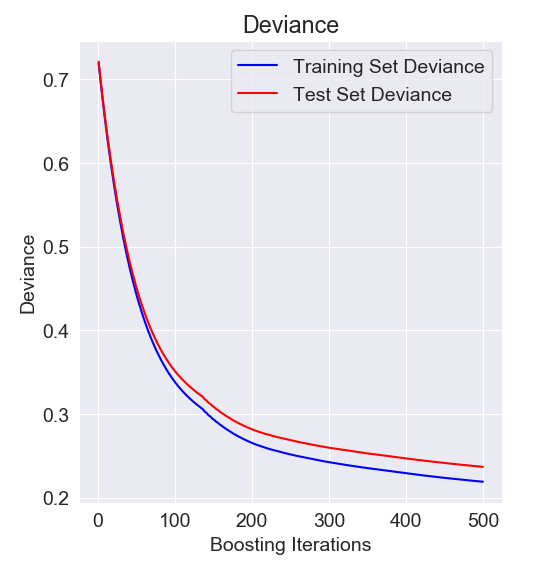 Deviance
Training Set Deviance
Test Set Deviance
0.7
0.6
0.5
0.4
0.3
0.2
Deviance
0 100 200 300 400 500
Boosting Iterations